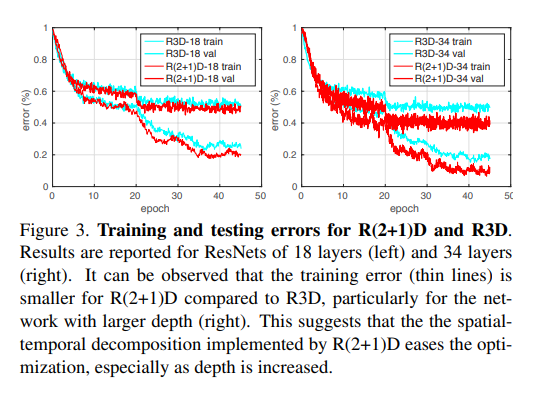 1
0.8
0.6
0.4
0.2
0
error (%)
0 10 20 30 40 50
epoch
R3D-18 train
R3D-18 val
R(2+1)D-18 train
R(2+1)D-18 val
1
0.8
0.6
0.4
0.2
0
error (%)
0 10 20 30 40 50
epoch
R3D-34 train
R3D-34 val
R(2+1)D-34 train
R(2+1)D-34 val
Figure 3. Training and testing errors for R(2+1)D and R3D.
Results are reported for ResNets of 18 layers (left) and 34 layers
(right). It can be observed that the training error (thin lines) is
smaller for R(2+1)D compared to R3D, particularly for the net-
work with larger depth (right). This suggests that the the spatial-
temporal decomposition implemented by R(2+1)D eases the opti-
mization, especially as depth is increased.